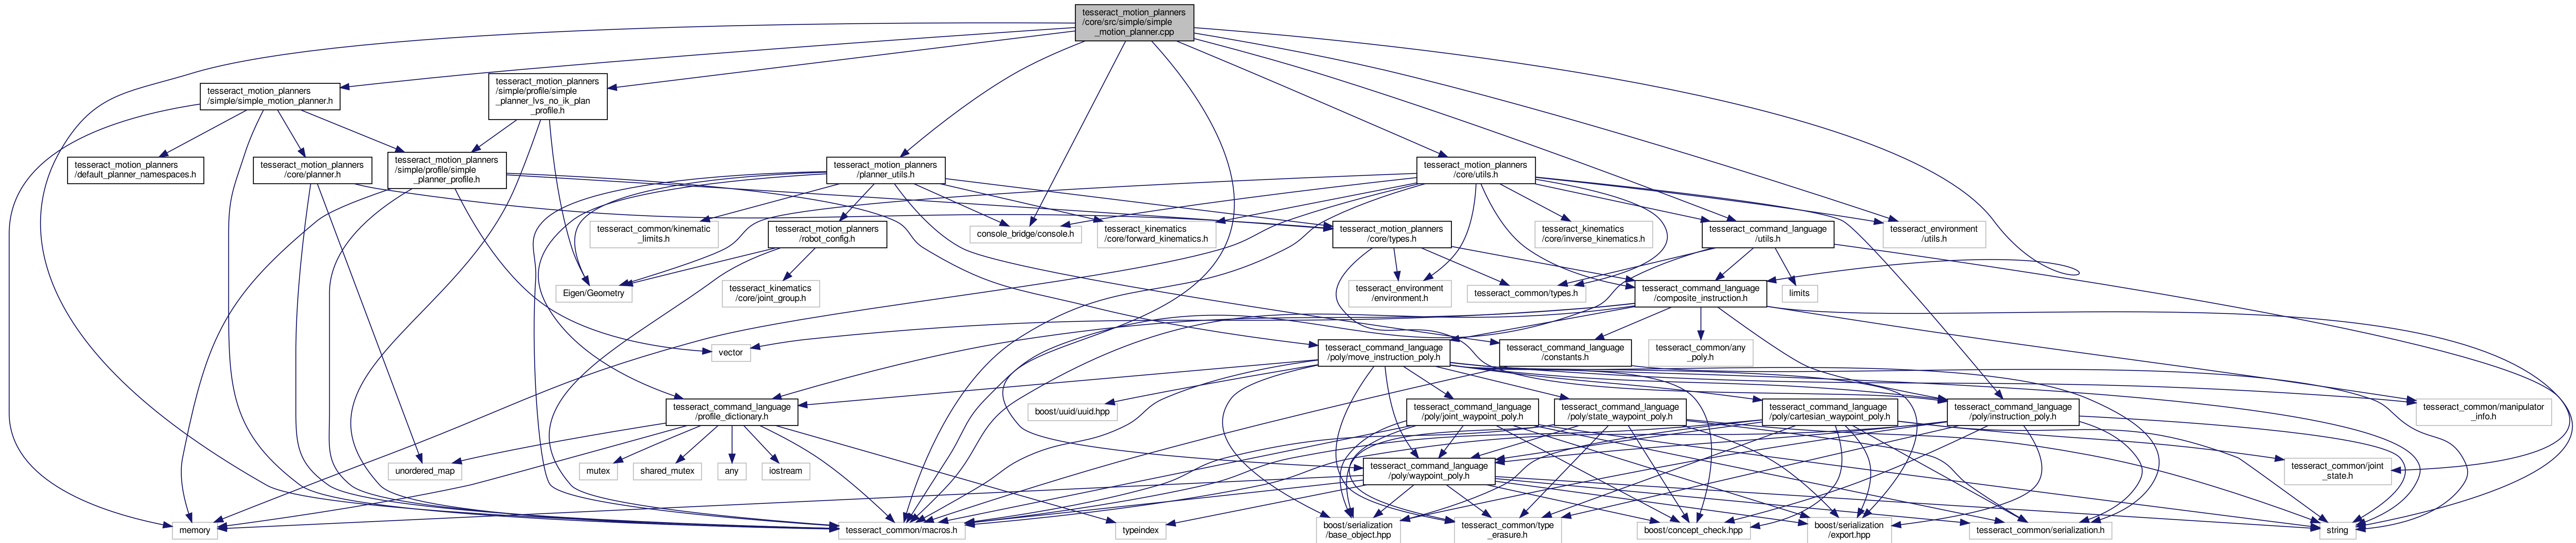 tesseract_motion_planners
/core/src/simple/simple
_motion_planner.cpp
tesseract_motion_planners
/simple/simple_motion_planner.h
tesseract_motion_planners
/simple/profile/simple
_planner_lvs_no_ik_plan
_profile.h
tesseract_motion_planners
/default_planner_namespaces.h
tesseract_motion_planners
/core/planner.h
tesseract_motion_planners
/simple/profile/simple
_planner_profile.h
tesseract_motion_planners
/planner_utils.h
tesseract_motion_planners
/core/utils.h
tesseract_common/kinematic
_limits.h
tesseract_motion_planners
/robot_config.h
console_bridge/console.h
tesseract_kinematics
/core/forward_kinematics.h
tesseract_motion_planners
/core/types.h
tesseract_kinematics
/core/inverse_kinematics.h
tesseract_command_language
/utils.h
tesseract_environment
/utils.h
Eigen/Geometry
tesseract_kinematics
/core/joint_group.h
tesseract_environment
/environment.h
tesseract_common/types.h
tesseract_command_language
/composite_instruction.h
limits
vector
tesseract_command_language
/poly/move_instruction_poly.h
tesseract_command_language
/constants.h
tesseract_common/any
_poly.h
tesseract_command_language
/profile_dictionary.h
boost/uuid/uuid.hpp
tesseract_command_language
/poly/joint_waypoint_poly.h
tesseract_command_language
/poly/state_waypoint_poly.h
tesseract_command_language
/poly/cartesian_waypoint_poly.h
tesseract_command_language
/poly/instruction_poly.h
tesseract_common/manipulator
_info.h
unordered_map
mutex
shared_mutex
any
iostream
tesseract_command_language
/poly/waypoint_poly.h
tesseract_common/joint
_state.h
memory
tesseract_common/macros.h
typeindex
boost/serialization
/base_object.hpp
tesseract_common/type
_erasure.h
boost/concept_check.hpp
boost/serialization
/export.hpp
tesseract_common/serialization.h
string